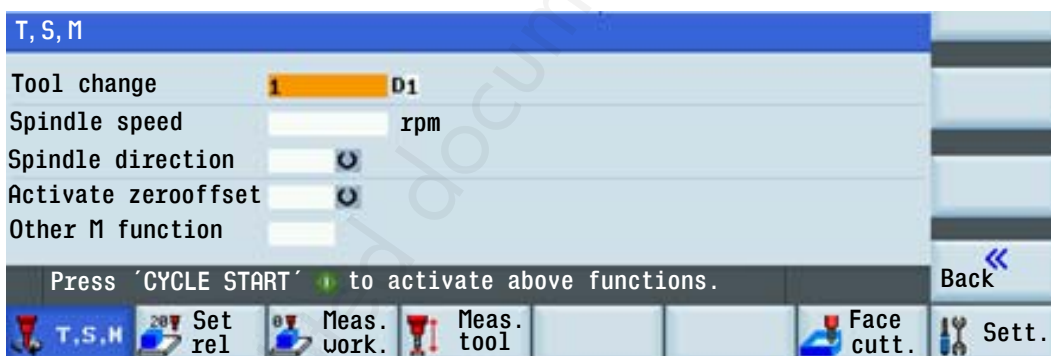 T,S,M
Tool change 1 D1
Spindle speed rpm
Spindle direction
Activate zerooffset
Other M function
Press ´CYCLE START´ to activate above functions.
Back
T,S,M Set rel Meas. work. Meas. tool Face cutt. Sett.